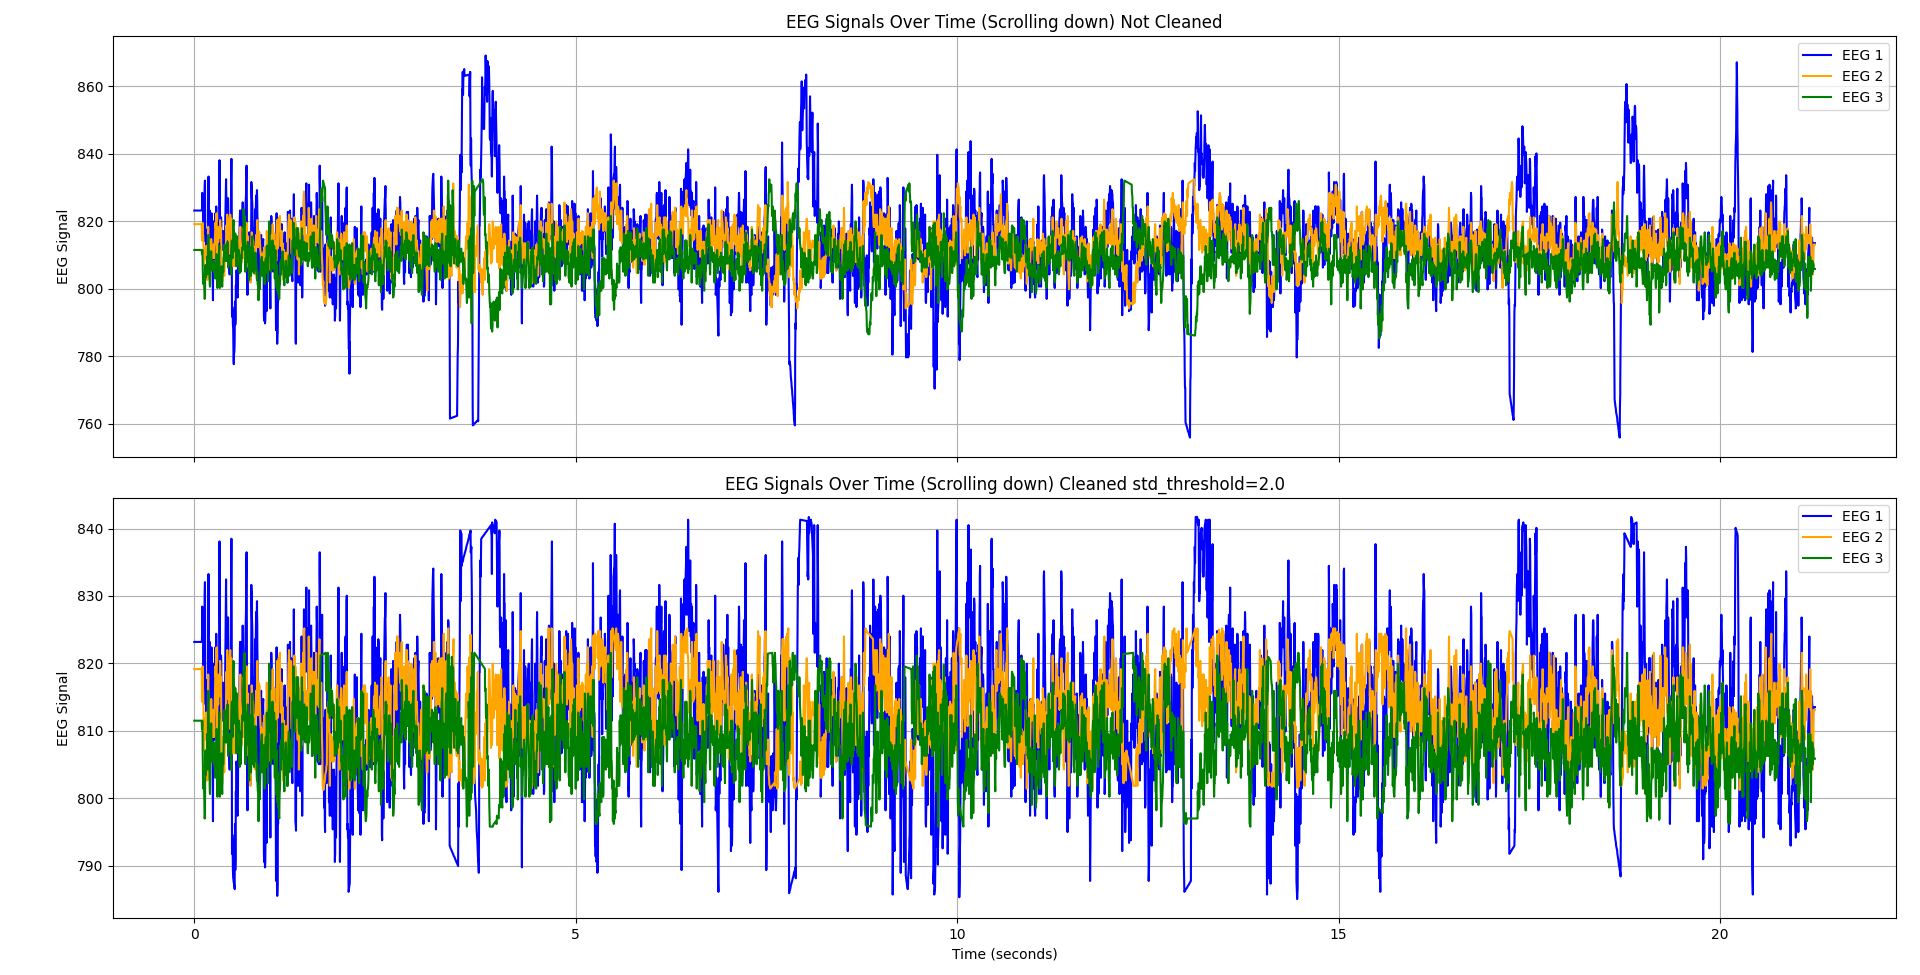 EEG Signals Over Time (Scrolling down) Not Cleaned
EEG Signal
860
840
820
800
780
760
EEG 1
EEG 2
EEG 3
EEG Signals Over Time (Scrolling down) Cleaned std_threshold=2.0
EEG Signal
840
830
820
810
800
790
EEG 1
EEG 2
EEG 3
0 5 10 15 20
Time (seconds)